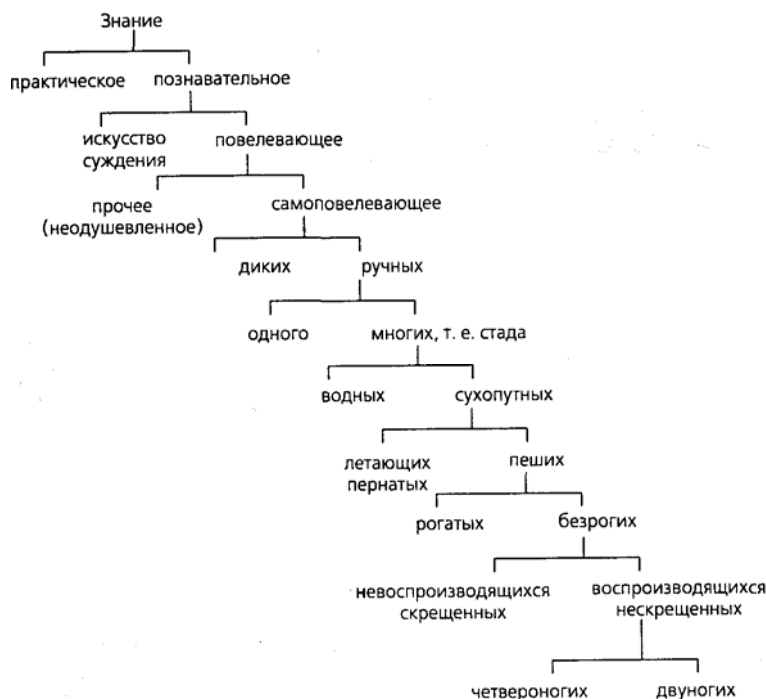 Знание
практическое познавательное
искусство
суждения
повелевающее
прочее
(неодушевленное)
самоповелевающее
диких ручных
одного многих, т. е. стада
водных сухопутных
летающих
пернатых
пеших
рогатых безрогих
невоспроизводящихся
скрещенных
воспроизводящихся
нескрещенных
четвероногих двуногих